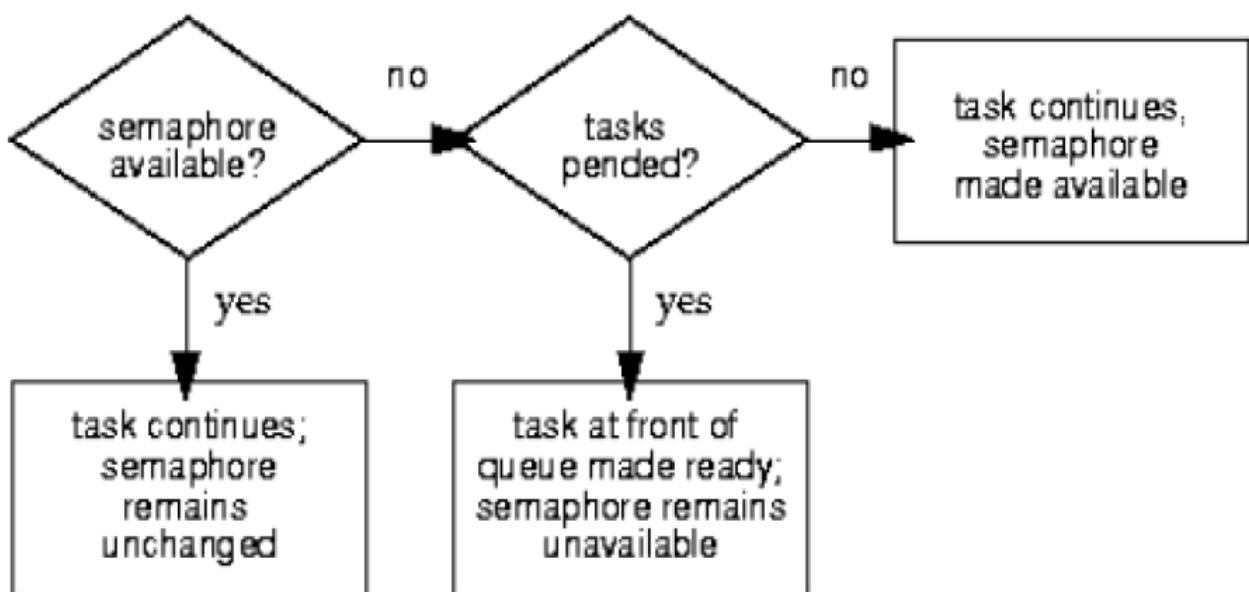 semaphore
available?
no
tasks
pended?
no
task continues,
semaphore
made available
yes
task continues;
semaphore
remains
unchanged
yes
task at front of
queue made ready;
semaphore remains
unavailable